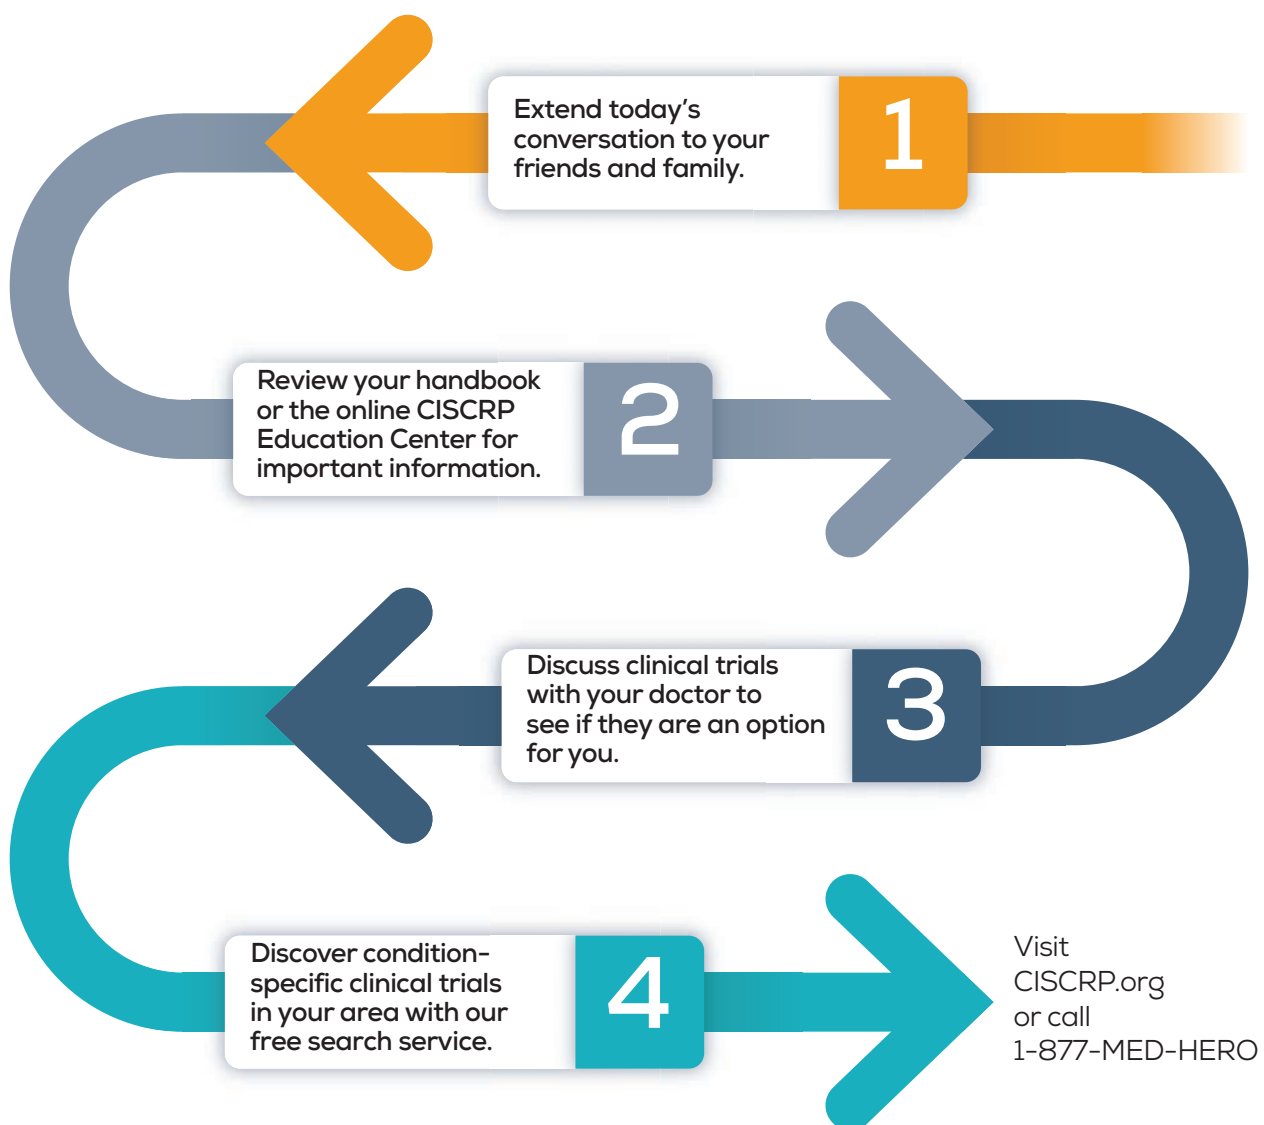 Extend today's
conversation to your
friends and family.
1
Review your handbook
or the online CISCRP
Education Center for
important information.
2
Discuss clinical trials
with your doctor to
see if they are an option
for you.
3
Discover condition-
specific clinical trials
in your area with our
free search service.
4
Visit
CISCRP.org
or call
1-877-MED-HERO